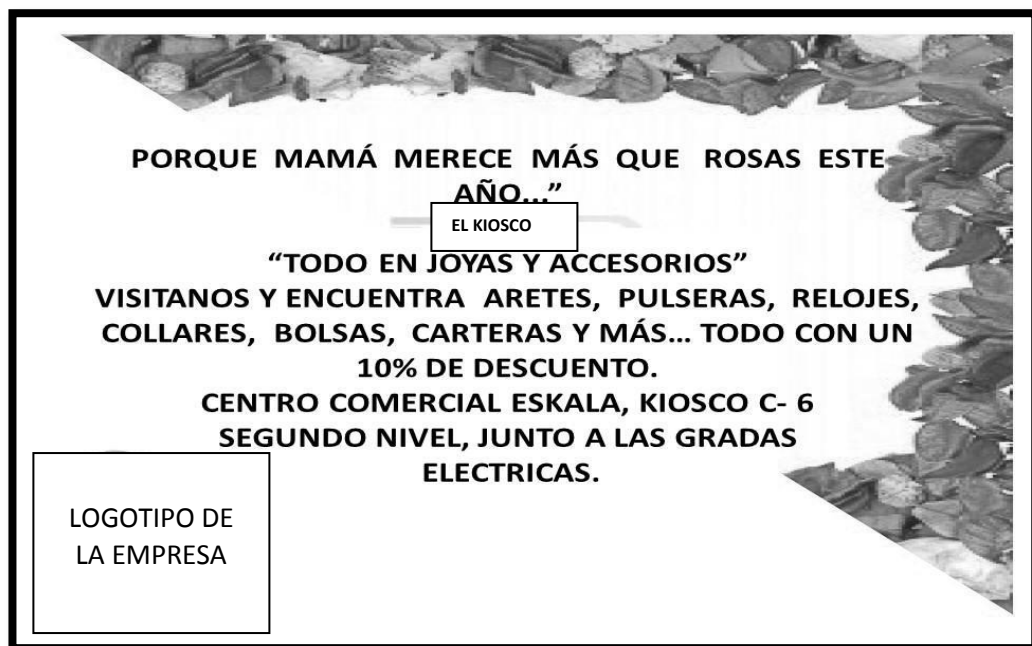 PORQUE MAMÁ MERECE MÁS QUE ROSAS ESTE
AÑO...”
EL KIOSCO
“TODO EN JOYAS Y ACCESORIOS”
VISITANOS Y ENCUENTRA ARETES, PULSERAS, RELOJES,
COLLARES, BOLSAS, CARTERAS Y MÁS... TODO CON UN
10% DE DESCUENTO.
CENTRO COMERCIAL ESKALA, KIOSCO C- 6
SEGUNDO NIVEL, JUNTO A LAS GRADAS
ELECTRICAS.
LOGOTIPO DE
LA EMPRESA